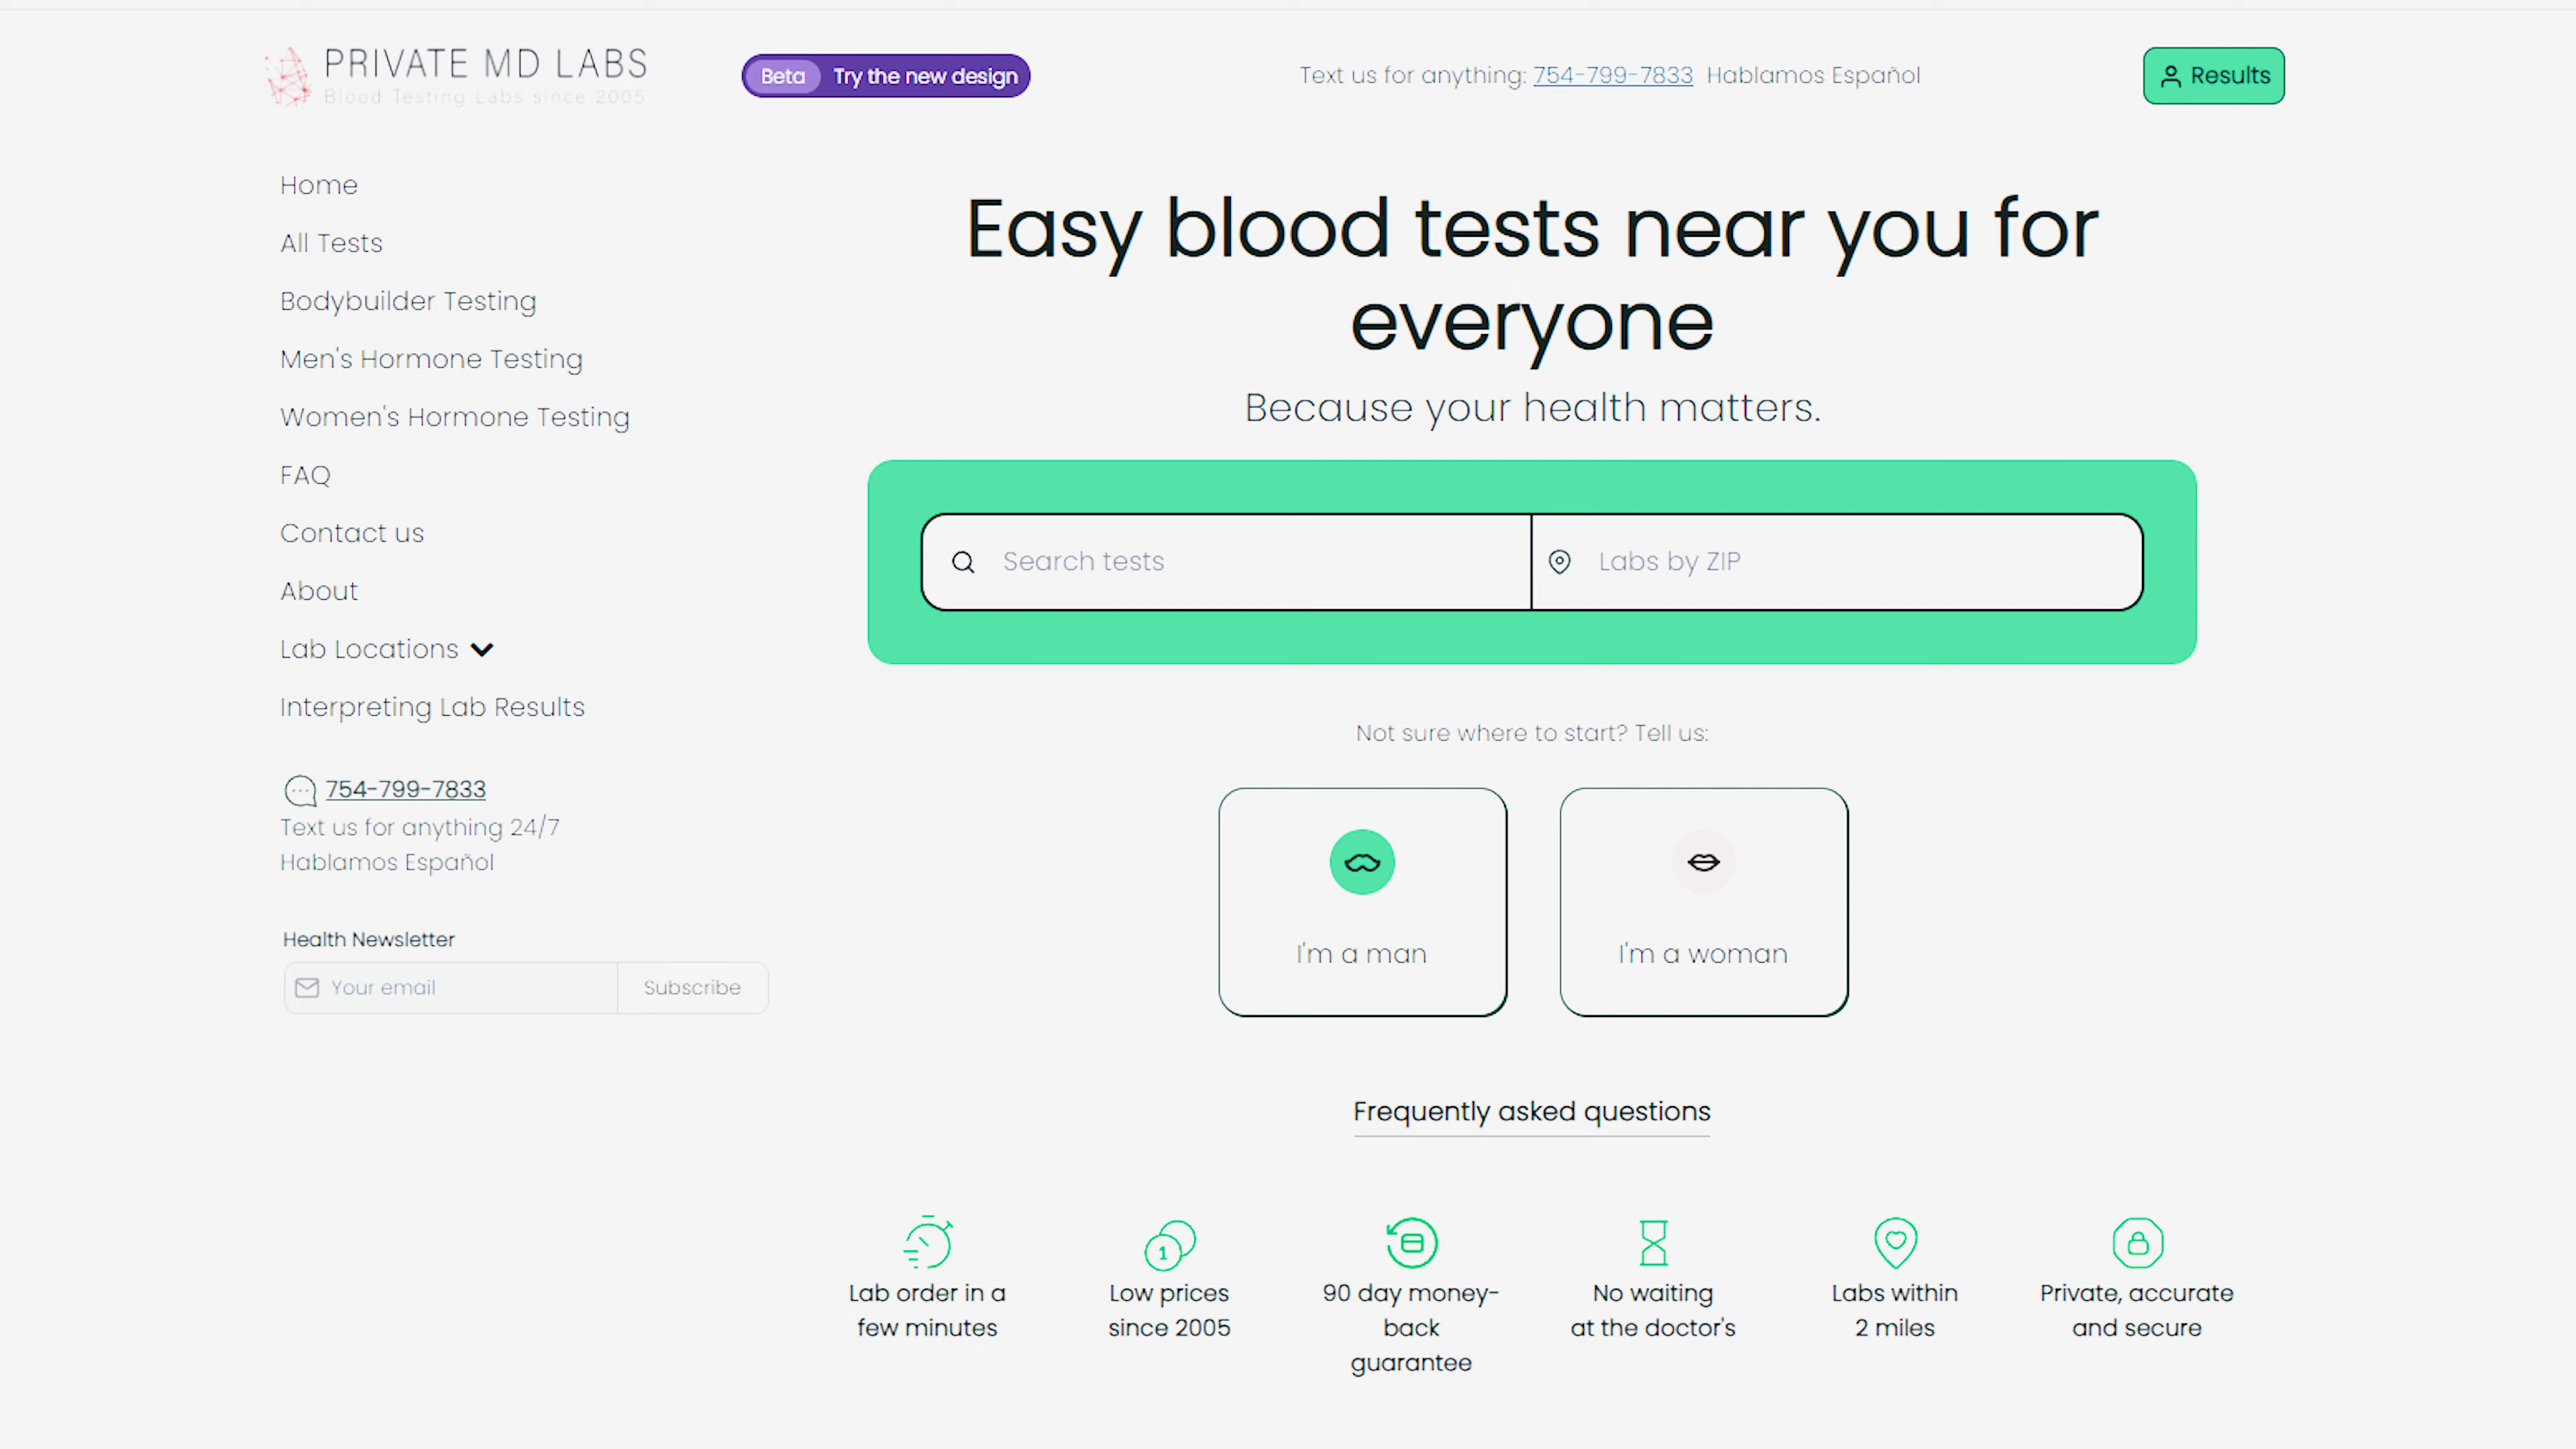 PRIVATE MD LABS
Blood Testing Labs since 2005
Beta Try the new design
Text us for anything: 754-799-7833 Hablamos Español
Results
Home
All Tests
Bodybuilder Testing
Men's Hormone Testing
Women's Hormone Testing
FAQ
Contact us
About
Lab Locations
Interpreting Lab Results
754-799-7833
Text us for anything 24/7
Hablamos Español
Health Newsletter
Your email
Subscribe
Easy blood tests near you for
everyone
Because your health matters.
Search tests
Labs by ZIP
Not sure where to start? Tell us:
I'm a man
I'm a woman
Frequently asked questions
Lab order in a
few minutes
1
Low prices
since 2005
90 day money-
back
guarantee
No waiting
at the doctor's
Labs within
2 miles
Private, accurate
and secure